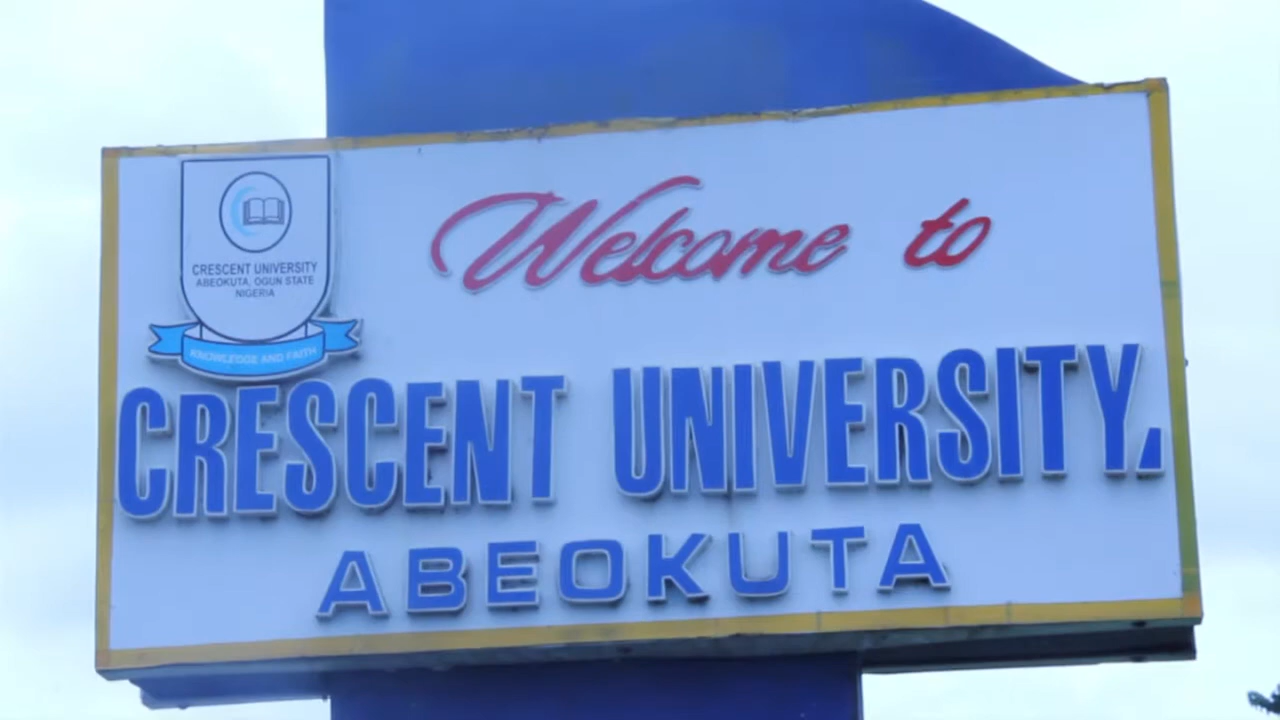 CRESCENT UNIVERSITY
ABEOKUTA, OGUN STATE
NIGERIA
KNOWLEDGE AND FAITH
Welcome to
CRESCENT UNIVERSITY,
ABEOKUTA